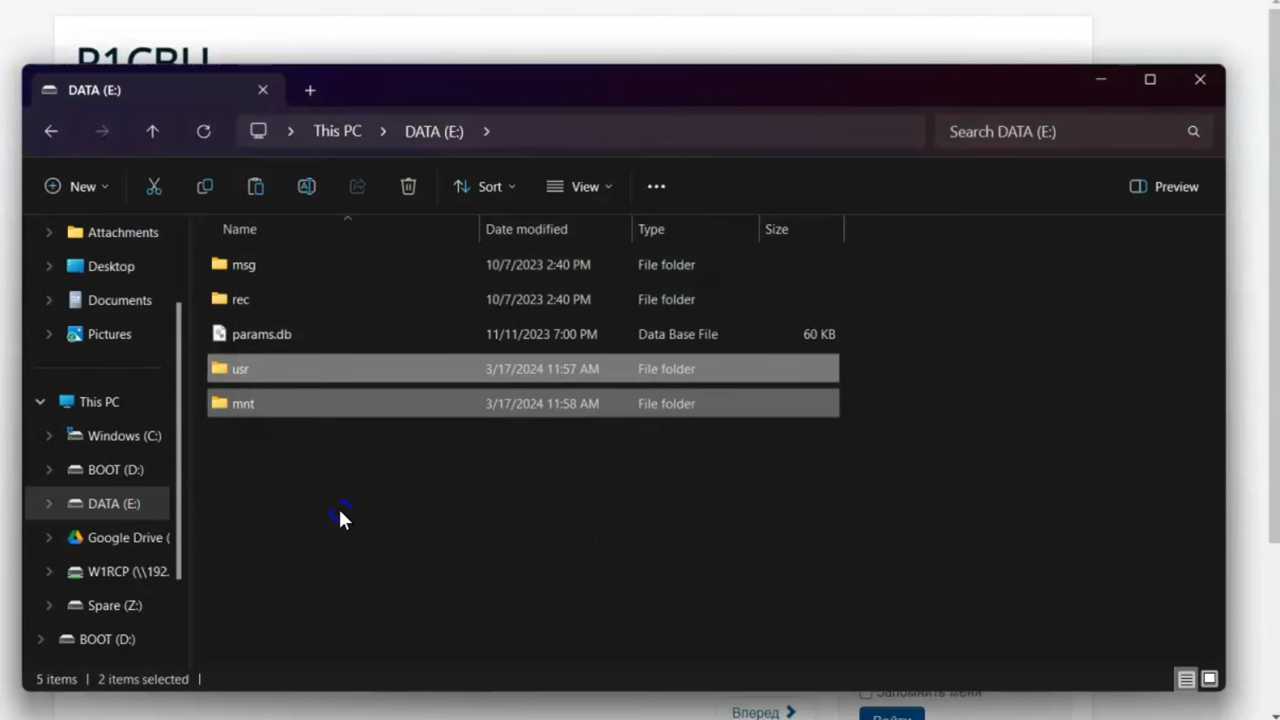 R1CBU
DATA (E:)
This PC
DATA (E:)
Search DATA (E:)
New
Sort
View
Preview
Attachments
Desktop
Documents
Pictures
This PC
Windows (C:)
BOOT (D:)
DATA (E:)
Google Drive (
W1RCP (\\192.
Spare (Z:)
BOOT (D:)
Name Date modified Type Size
msg 10/7/2023 2:40 PM File folder
rec 10/7/2023 2:40 PM File folder
params.db 11/11/2023 7:00 PM Data Base File 60 KB
usr 3/17/2024 11:57 AM File folder
mnt 3/17/2024 11:58 AM File folder
5 items 2 items selected
Запомнить меня
Вперед
Войти